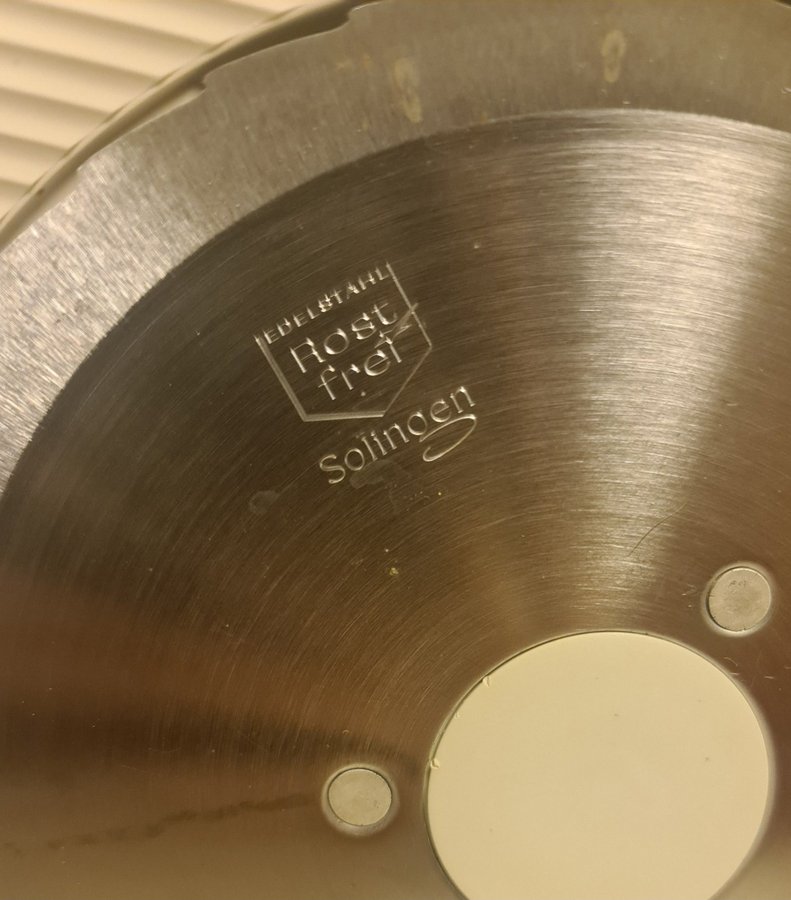 EDELSTAHL
Rost
frei
Solingen